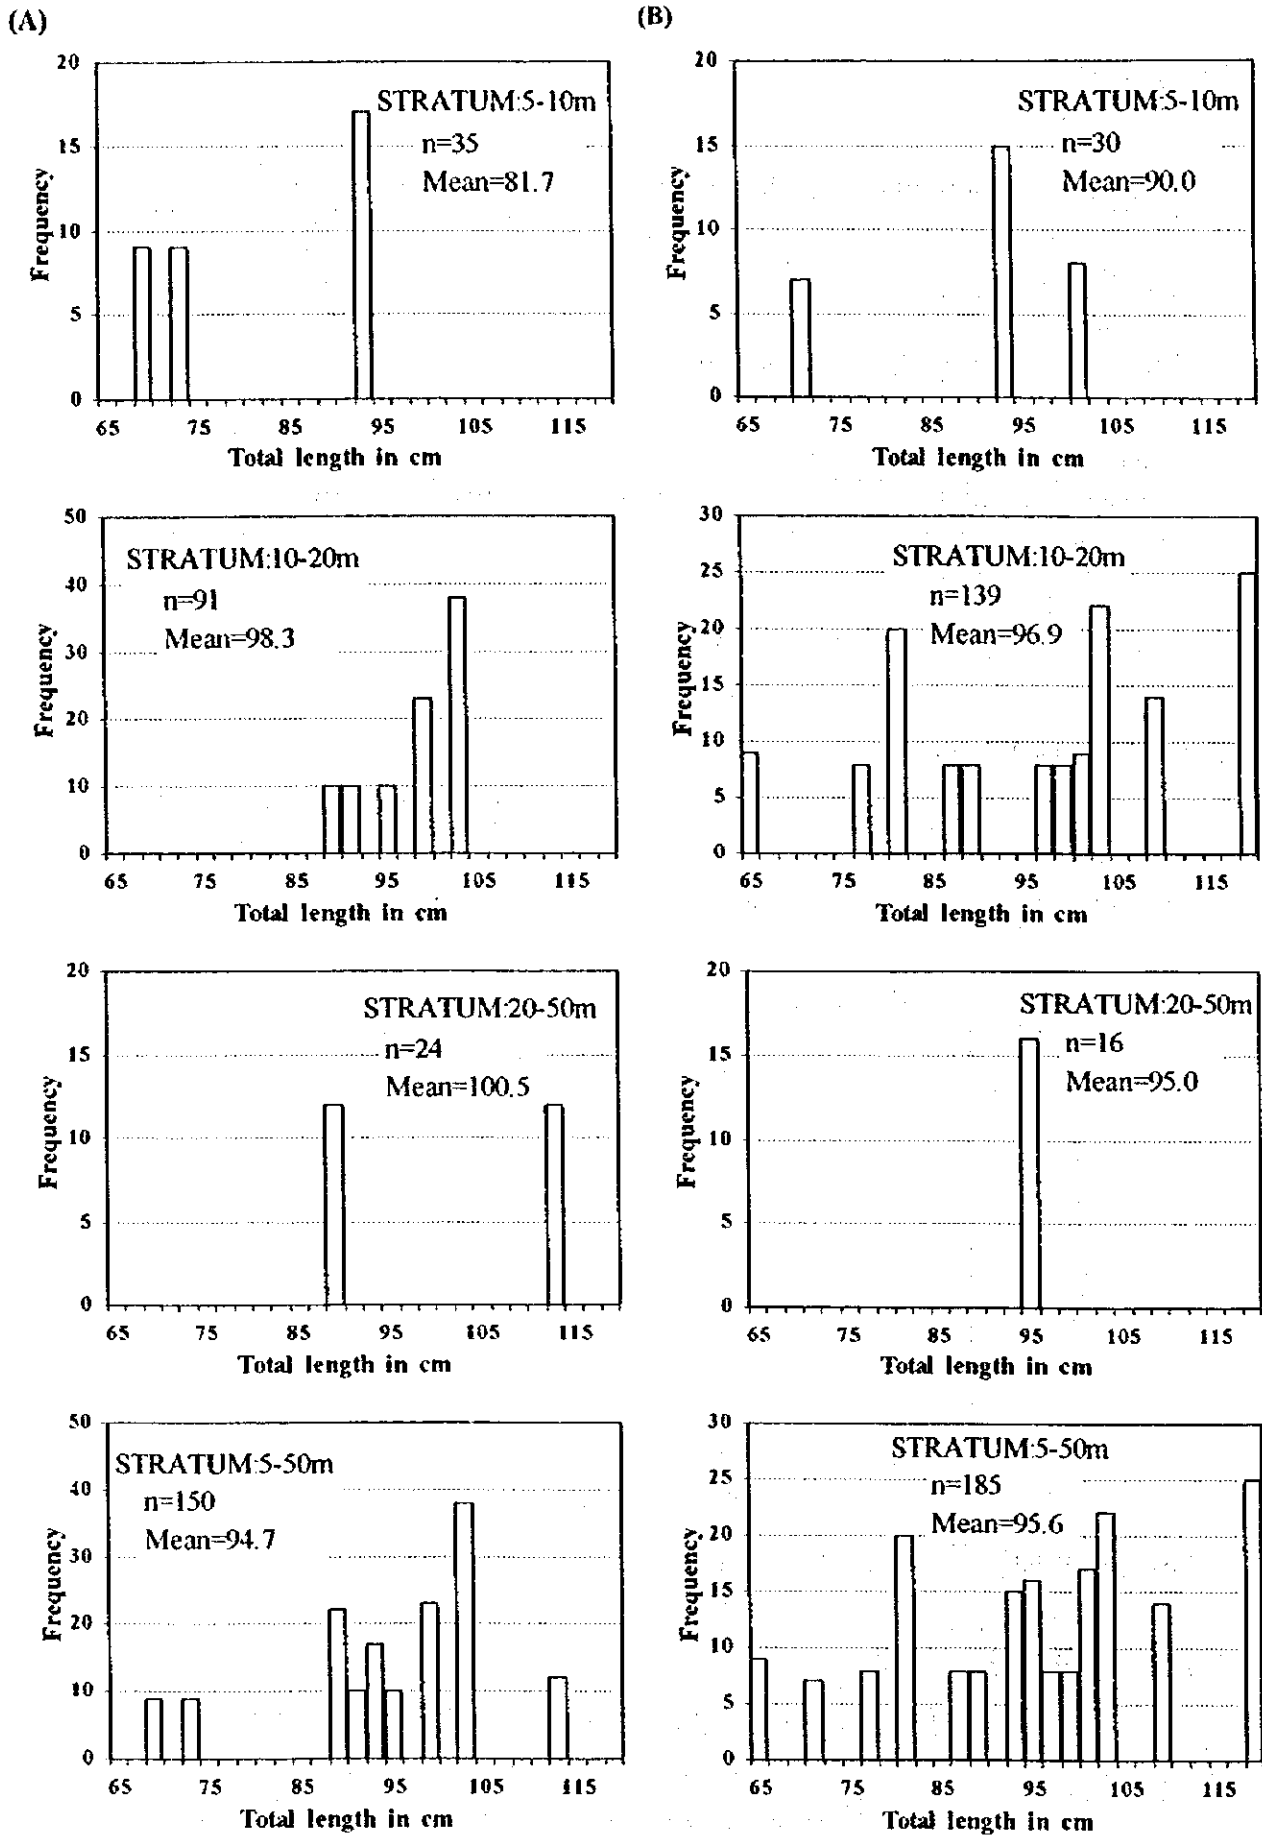 (A)
20
15
10
5
0
Frequency
STRATUM:5-10m
n=35
Mean=81.7
65 75 85 95 105 115
Total length in cm
50
40
30
20
10
0
Frequency
STRATUM:10-20m
n=91
Mean=98.3
65 75 85 95 105 115
Total length in cm
20
15
10
5
0
Frequency
STRATUM:20-50m
n=24
Mean=100.5
65 75 85 95 105 115
Total length in cm
50
40
30
20
10
0
Frequency
STRATUM:5-50m
n=150
Mean=94.7
65 75 85 95 105 115
Total length in cm
(B)
20
15
10
5
0
Frequency
STRATUM:5-10m
n=30
Mean=90.0
65 75 85 95 105 115
Total length in cm
30
25
20
15
10
5
0
Frequency
STRATUM:10-20m
n=139
Mean=96.9
65 75 85 95 105 115
Total length in cm
20
15
10
5
0
Frequency
STRATUM:20-50m
n=16
Mean=95.0
65 75 85 95 105 115
Total length in cm
30
25
20
15
10
5
0
Frequency
STRATUM:5-50m
n=185
Mean=95.6
65 75 85 95 105 115
Total length in cm